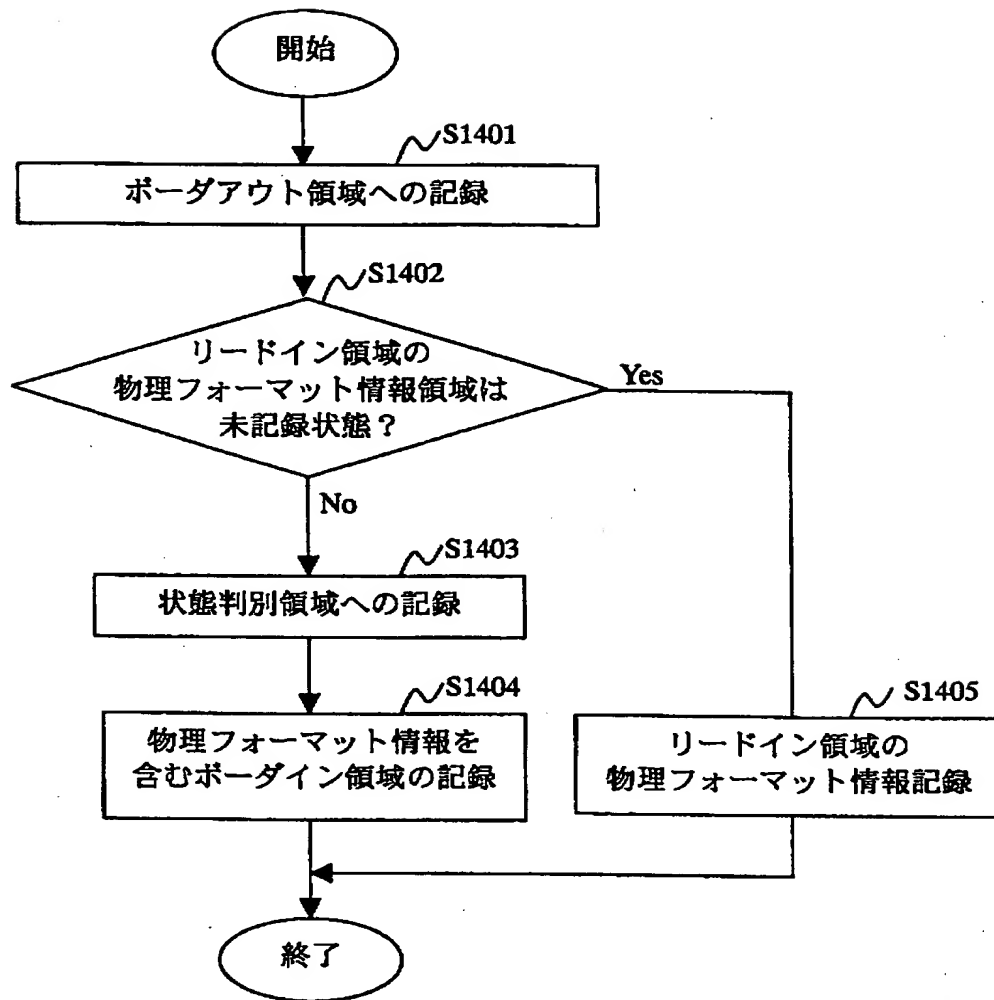 開始
S1401
ボーダアウト領域への記録
S1402
リードイン領域の
物理フォーマット情報領域は
未記録状態？
Yes
No
S1403
状態判別領域への記録
S1404
物理フォーマット情報を
含むボーダイン領域の記録
S1405
リードイン領域の
物理フォーマット情報記録
終了